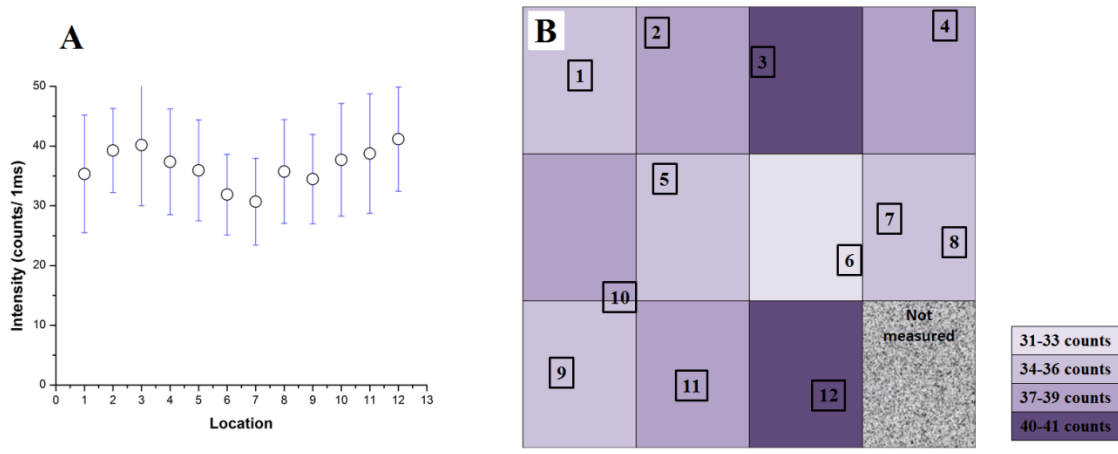 A
Intensity (counts/ 1ms)
50
40
30
20
10
0
0 1 2 3 4 5 6 7 8 9 10 11 12 13
Location
B
1
2
3
4
5
6
7
8
10
9
11
12
Not
measured
31-33 counts
34-36 counts
37-39 counts
40-41 counts